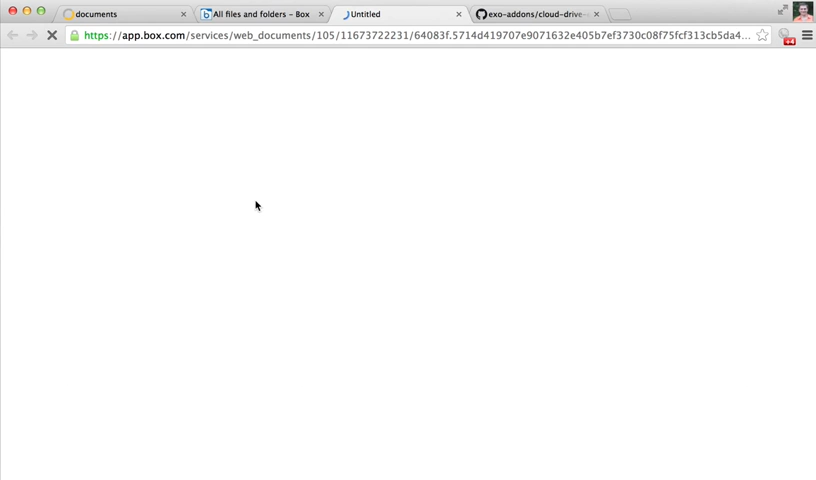 documents
All files and folders - Box
Untitled
exo-addons/cloud-drive-
https://app.box.com/services/web_documents/105/11673722231/64083f.5714d419707e9071632e405b7ef3730c08f75fcf313cb5da4...
+4